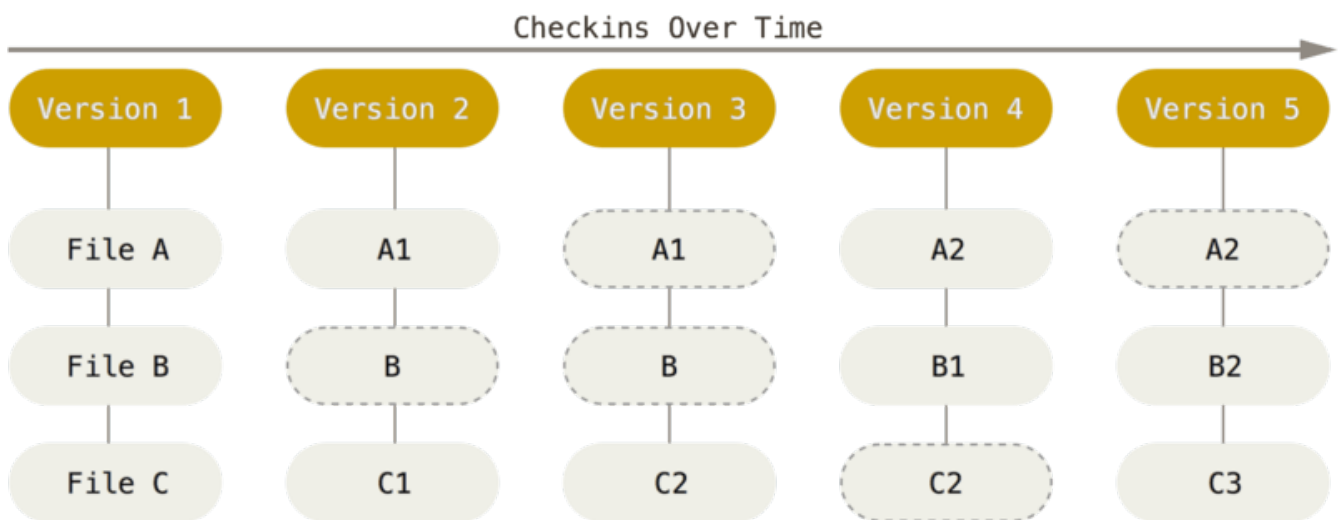 Checkins Over Time
Version 1 Version 2 Version 3 Version 4 Version 5
File A A1 A1 A2 A2
File B B B B1 B2
File C C1 C2 C2 C3